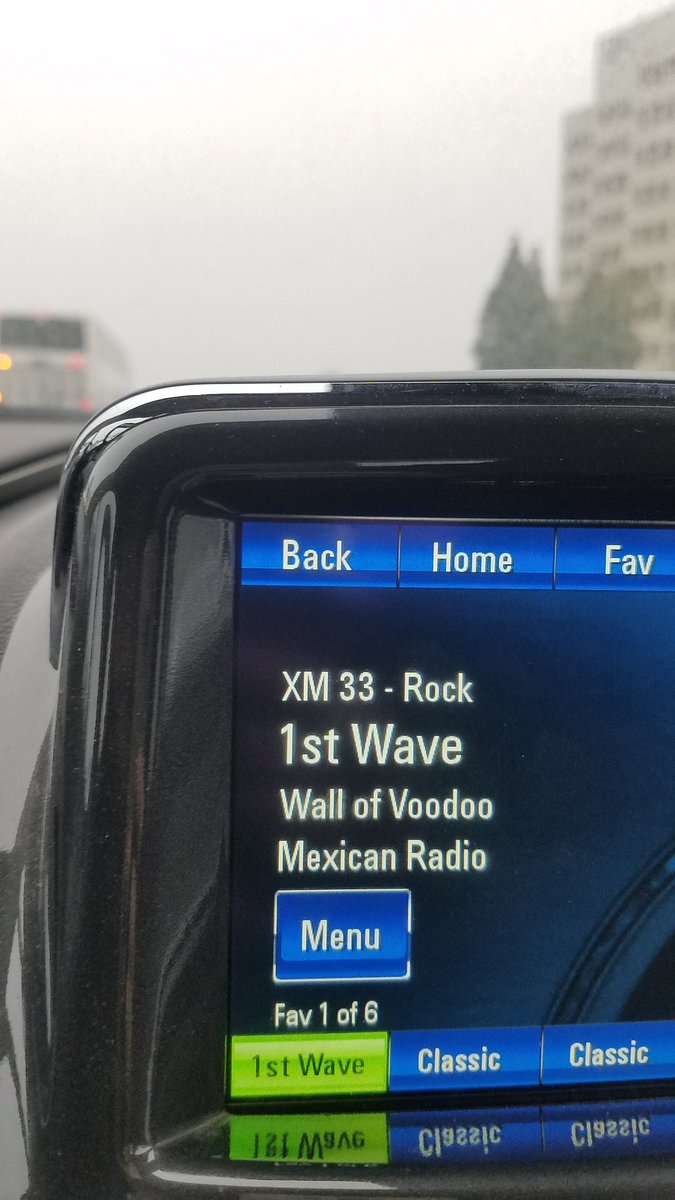 Back Home Fav
XM 33 - Rock
1st Wave
Wall of Voodoo
Mexican Radio
Menu
Fav 1 of 6
1st Wave Classic Classic